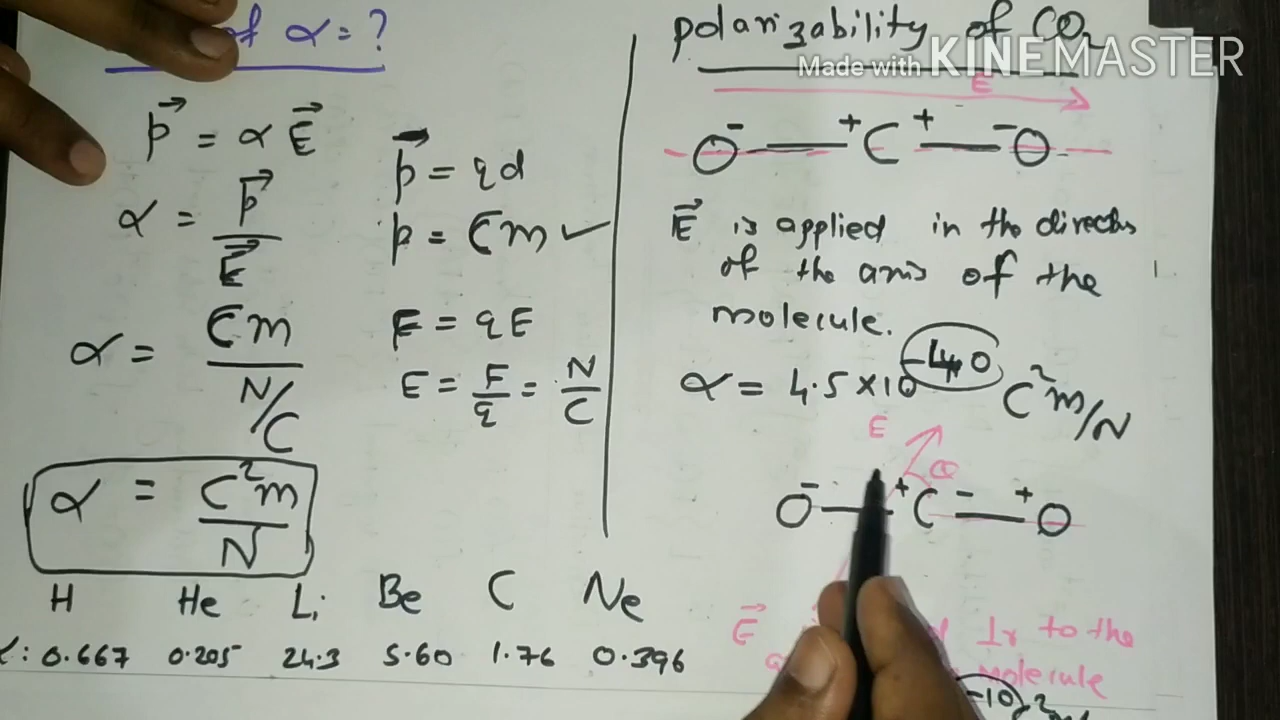 of α = ?
p⃗ = α E⃗
α = p⃗ / E⃗
α = Cm / N/C
α = C²m / N
p⃗ = qd
p = Cm ✓
F = qE
E = F/q = N/C
H He Li Be C Ne
: 0.667 0.205 24.3 5.60 1.76 0.396
polarizability of CO₂
Made with KINEMASTER
E
O⁻ — ⁺C⁺ — ⁻O
E⃗ is applied in the
of the axis of the
molecule.
α = 4.5 × 10⁻⁴⁰ C²m/N
E
O⁻ — ⁺C⁻ — ⁺O
E⃗ ⊥r to the
molecule